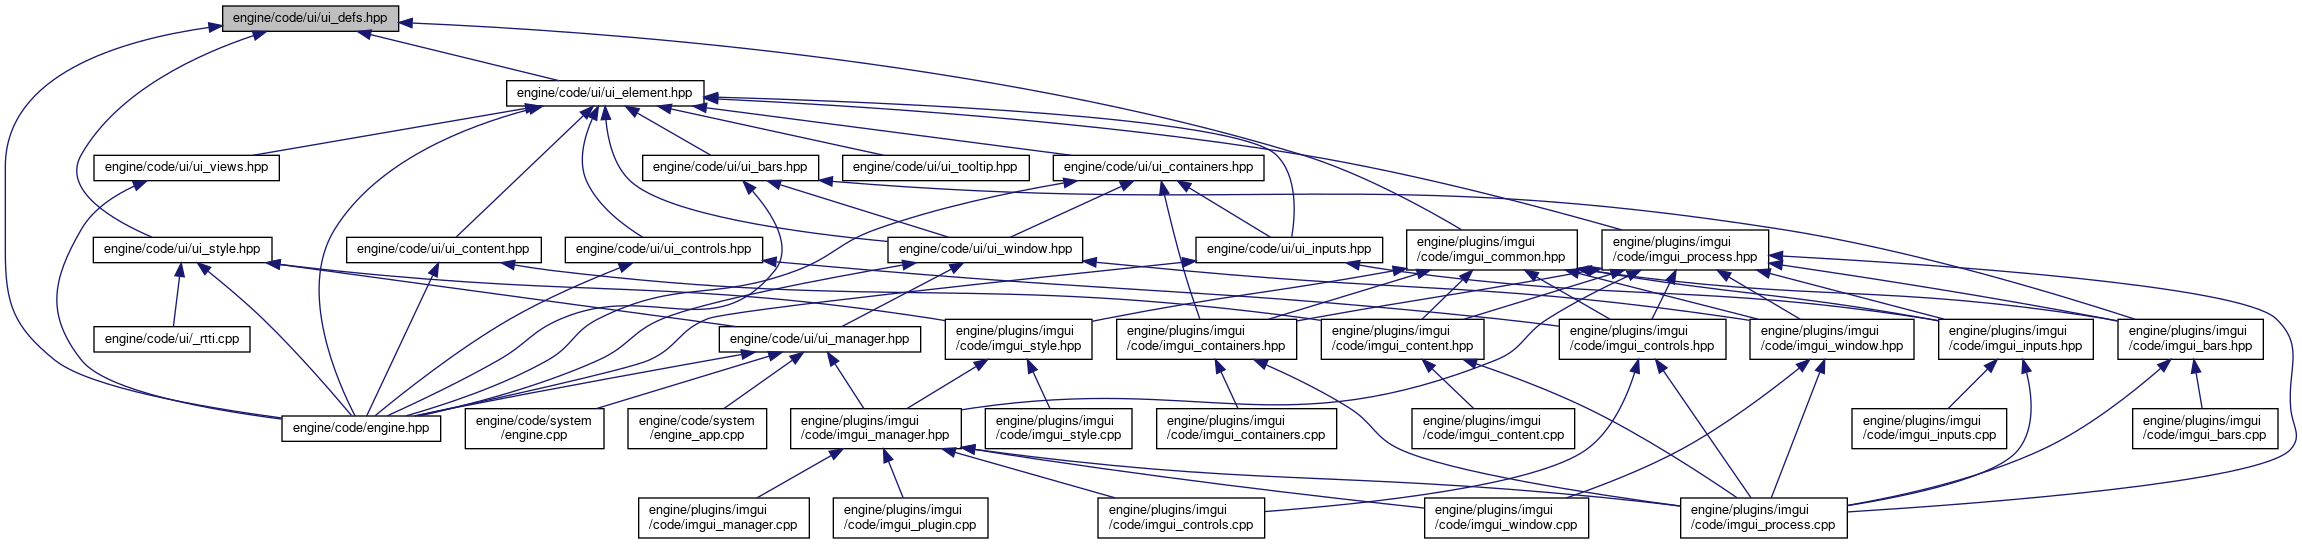 engine/code/ui/ui_defs.hpp
engine/code/ui/ui_element.hpp
engine/code/ui/ui_views.hpp
engine/code/ui/ui_bars.hpp
engine/code/ui/ui_tooltip.hpp
engine/code/ui/ui_containers.hpp
engine/code/ui/ui_style.hpp
engine/code/ui/ui_content.hpp
engine/code/ui/ui_controls.hpp
engine/code/ui/ui_window.hpp
engine/code/ui/ui_inputs.hpp
engine/plugins/imgui
/code/imgui_common.hpp
engine/plugins/imgui
/code/imgui_process.hpp
engine/code/ui/_rtti.cpp
engine/code/ui/ui_manager.hpp
engine/plugins/imgui
/code/imgui_style.hpp
engine/plugins/imgui
/code/imgui_containers.hpp
engine/plugins/imgui
/code/imgui_content.hpp
engine/plugins/imgui
/code/imgui_controls.hpp
engine/plugins/imgui
/code/imgui_window.hpp
engine/plugins/imgui
/code/imgui_inputs.hpp
engine/plugins/imgui
/code/imgui_bars.hpp
engine/code/engine.hpp
engine/code/system
/engine.cpp
engine/code/system
/engine_app.cpp
engine/plugins/imgui
/code/imgui_manager.hpp
engine/plugins/imgui
/code/imgui_style.cpp
engine/plugins/imgui
/code/imgui_containers.cpp
engine/plugins/imgui
/code/imgui_content.cpp
engine/plugins/imgui
/code/imgui_inputs.cpp
engine/plugins/imgui
/code/imgui_bars.cpp
engine/plugins/imgui
/code/imgui_manager.cpp
engine/plugins/imgui
/code/imgui_plugin.cpp
engine/plugins/imgui
/code/imgui_controls.cpp
engine/plugins/imgui
/code/imgui_window.cpp
engine/plugins/imgui
/code/imgui_process.cpp